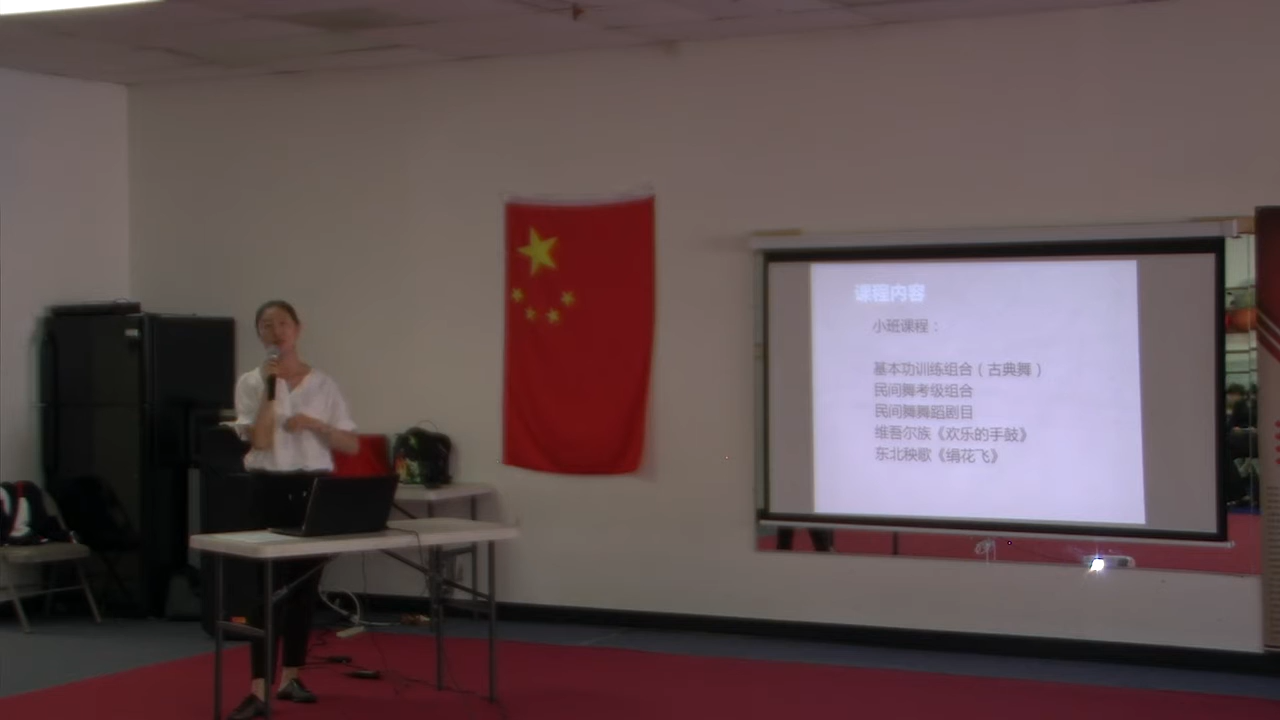 课程内容
小班课程：
基本功训练组合（古典舞）
民间舞考级组合
民间舞舞蹈剧目
维吾尔族《欢乐的手鼓》
东北秧歌《绢花飞》